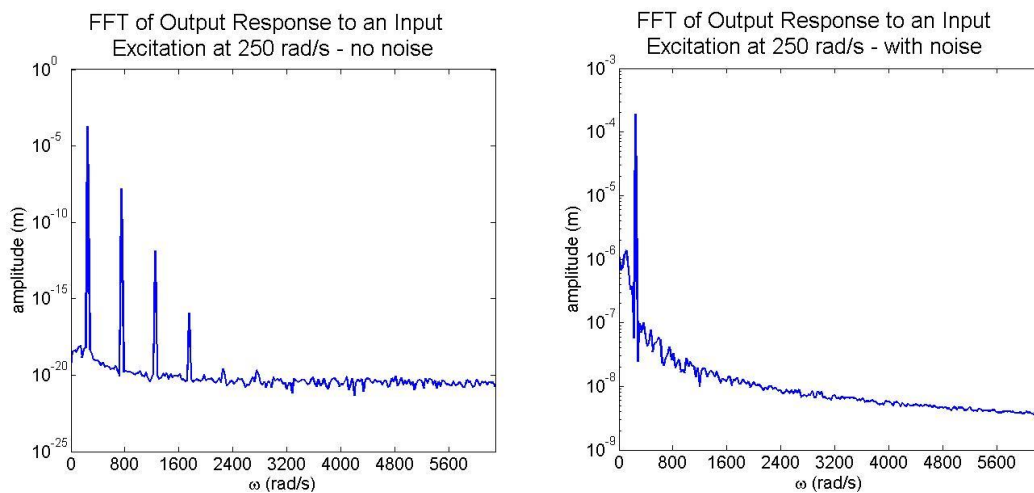 FFT of Output Response to an Input
Excitation at 250 rad/s - no noise
10^0
10^-5
10^-10
10^-15
10^-20
10^-25
amplitude (m)
0 800 1600 2400 3200 4000 4800 5600
ω (rad/s)
FFT of Output Response to an Input
Excitation at 250 rad/s - with noise
10^-3
10^-4
10^-5
10^-6
10^-7
10^-8
10^-9
amplitude (m)
0 800 1600 2400 3200 4000 4800 5600
ω (rad/s)